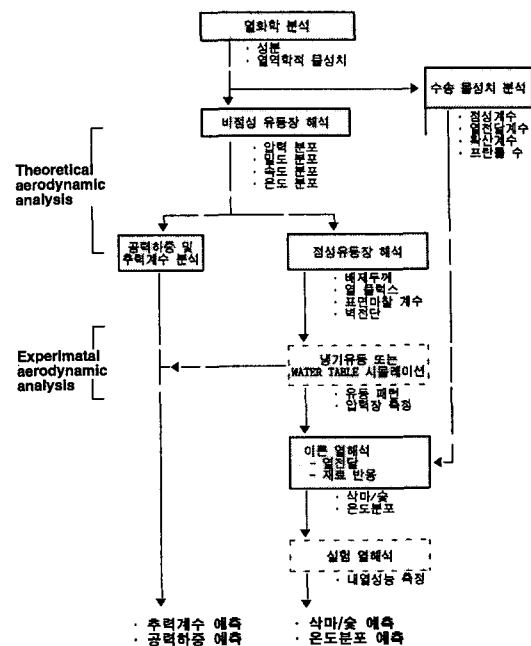 열화학 분석
· 성분
· 열역학적 물성치
수송 물성치 분석
· 점성계수
· 열전달계수
· 확산계수
· 프란틀 수
비점성 유동장 해석
· 압력 분포
· 밀도 분포
· 속도 분포
· 온도 분포
Theoretical
aerodynamic
analysis
공력하중 및
추력계수 분석
점성유동장 해석
· 배제두께
· 열 플럭스
· 표면마찰 계수
· 벽전단
Experimatal
aerodynamic
analysis
냉기유동 또는
WATER TABLE 시뮬레이션
· 유동 패턴
· 압력장 측정
이론 열해석
- 열전달
- 재료 반응
· 삭마/숯
· 온도분포
실험 열해석
· 내열성능 측정
· 추력계수 예측
· 공력하중 예측
· 삭마/숯 예측
· 온도분포 예측